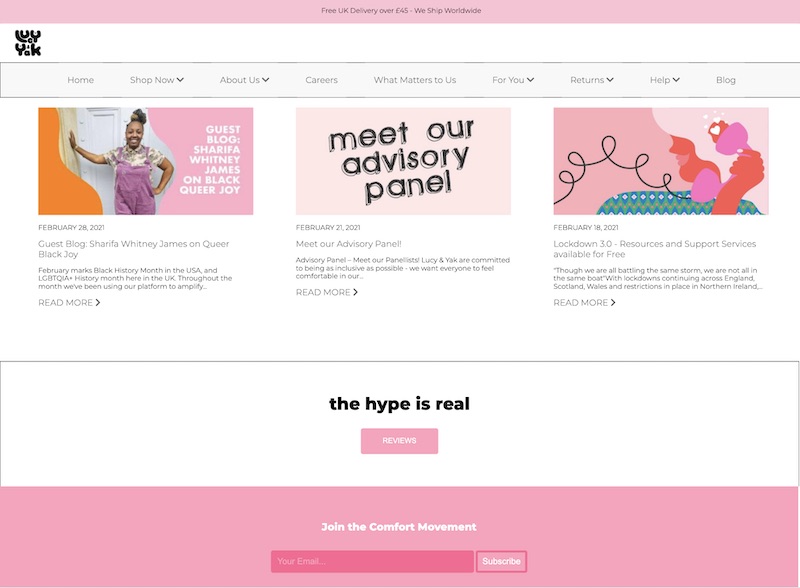 Free UK Delivery over £45 - We Ship Worldwide
Lucy & Yak
Home
Shop Now
About Us
Careers
What Matters to Us
For You
Returns
Help
Blog
GUEST
BLOG:
SHARIFA
WHITNEY
JAMES
ON BLACK
QUEER JOY
FEBRUARY 28, 2021
Guest Blog: Sharifa Whitney James on Queer
Black Joy
February marks Black History Month in the USA, and
LGBTQIA+ History month here in the UK. Throughout the
month we've been using our platform to amplify...
READ MORE
meet our
advisory
panel
FEBRUARY 21, 2021
Meet our Advisory Panel!
Advisory Panel – Meet our Panellists! Lucy & Yak are committed
to being as inclusive as possible - we want everyone to feel
comfortable in our...
READ MORE
FEBRUARY 18, 2021
Lockdown 3.0 - Resources and Support Services
available for Free
"Though we are all battling the same storm, we are not all in
the same boat"With lockdowns continuing across England,
Scotland, Wales and restrictions in place in Northern Ireland,...
READ MORE
the hype is real
REVIEWS
Join the Comfort Movement
Your Email...
Subscribe